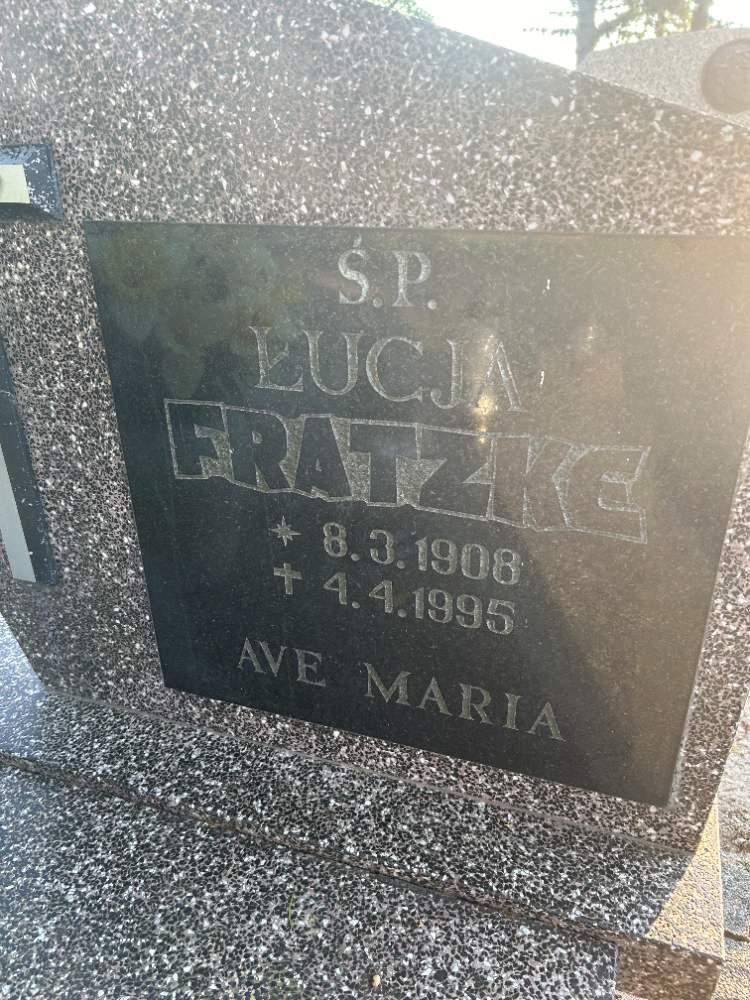 Ś.P.
ŁUCJA
FRATZKE
* 8.3.1908
✝ 4.4.1995
AVE MARIA